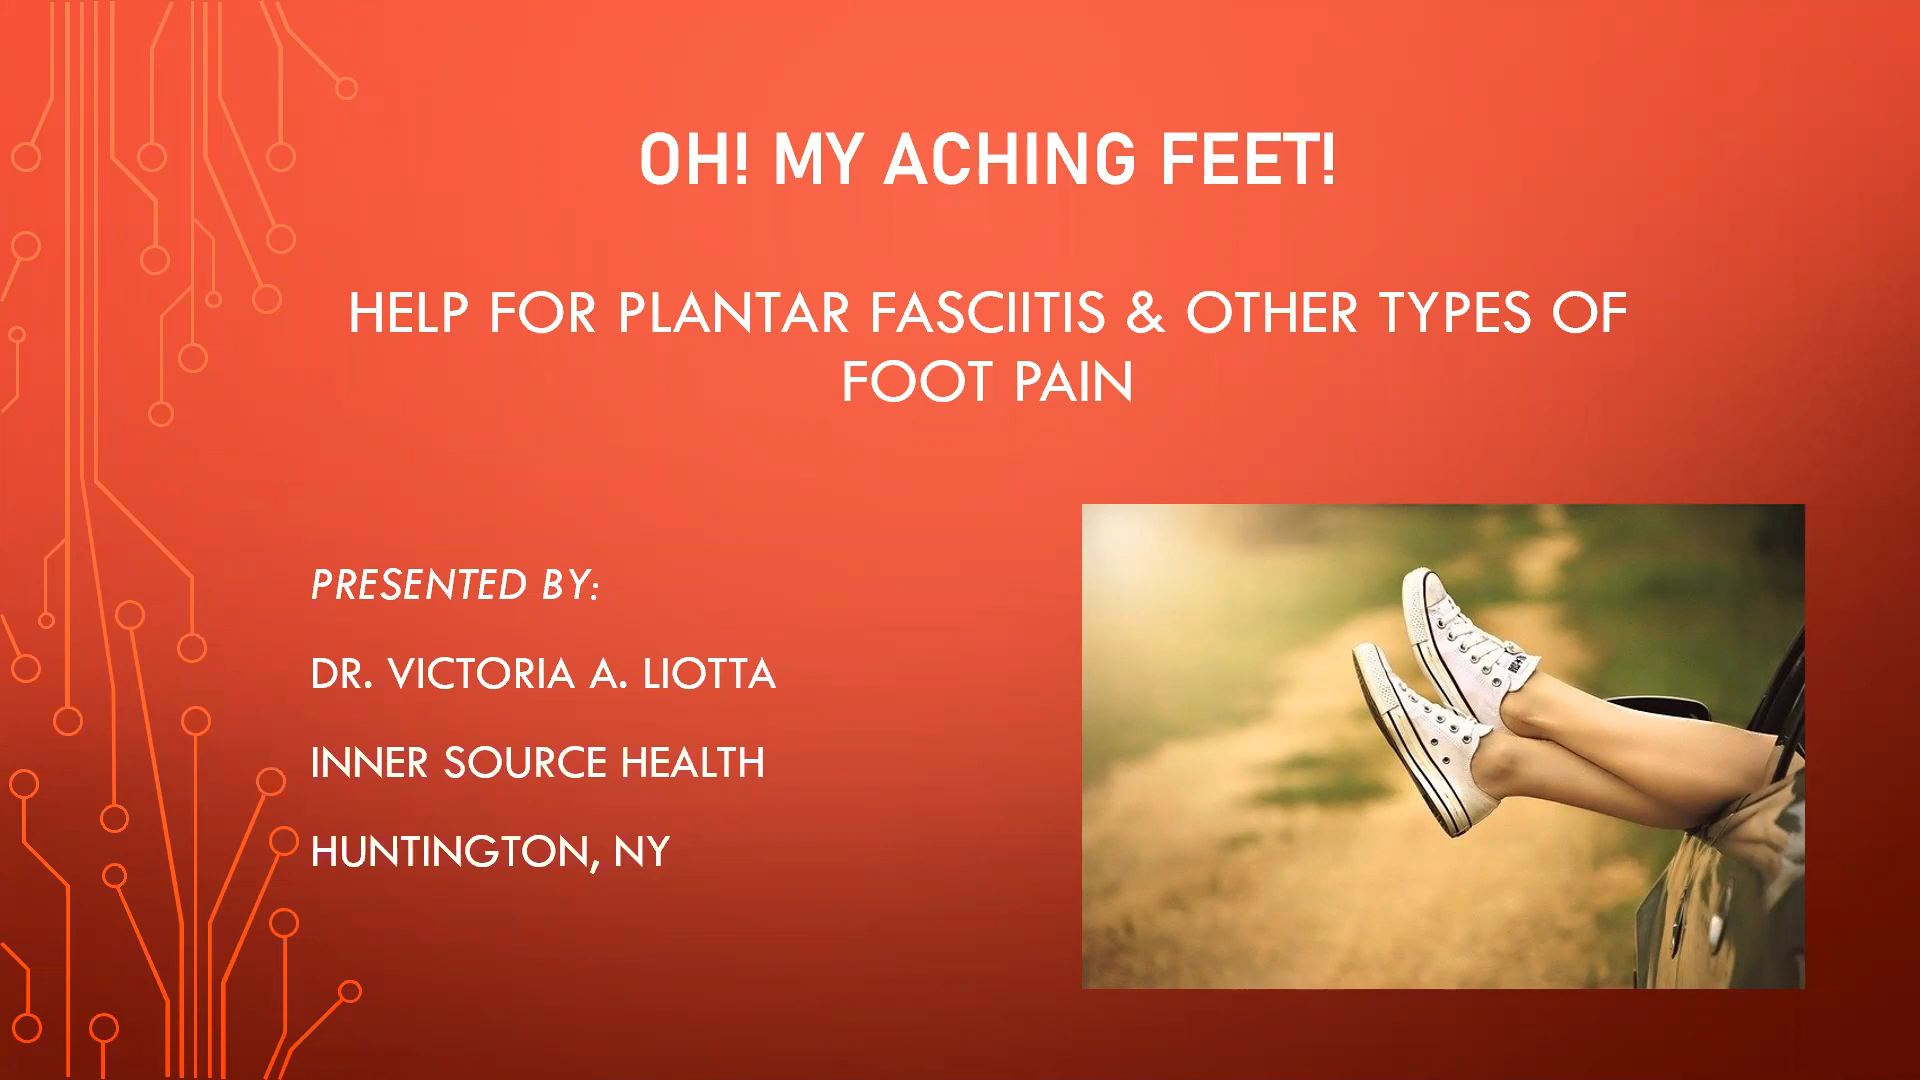 OH! MY ACHING FEET!
HELP FOR PLANTAR FASCIITIS & OTHER TYPES OF
FOOT PAIN
PRESENTED BY:
DR. VICTORIA A. LIOTTA
INNER SOURCE HEALTH
HUNTINGTON, NY